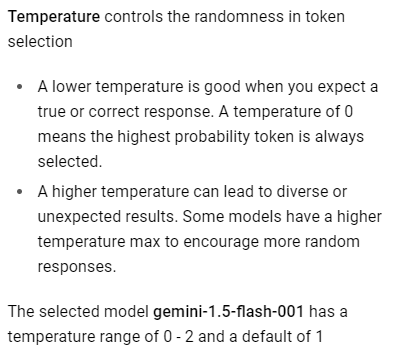 Temperature controls the randomness in token
selection
• A lower temperature is good when you expect a
true or correct response. A temperature of 0
means the highest probability token is always
selected.
• A higher temperature can lead to diverse or
unexpected results. Some models have a higher
temperature max to encourage more random
responses.
The selected model gemini-1.5-flash-001 has a
temperature range of 0 - 2 and a default of 1